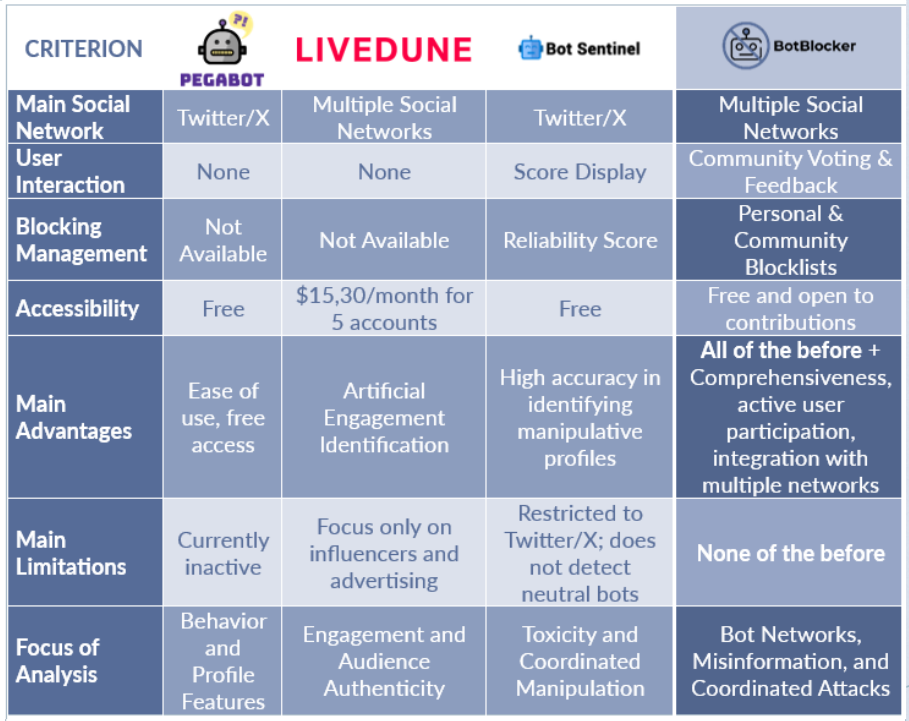 CRITERION
?!
PEGABOT
LIVEDUNE
Bot Sentinel
BotBlocker
Main Social
Network
Twitter/X
Multiple Social
Networks
Twitter/X
Multiple Social
Networks
User
Interaction
None
None
Score Display
Community Voting &
Feedback
Blocking
Management
Not
Available
Not Available
Reliability Score
Personal &
Community
Blocklists
Accessibility
Free
$15,30/month for
5 accounts
Free
Free and open to
contributions
Main
Advantages
Ease of
use, free
access
Artificial
Engagement
Identification
High accuracy in
identifying
manipulative
profiles
All of the before +
Comprehensiveness,
active user
participation,
integration with
multiple networks
Main
Limitations
Currently
inactive
Focus only on
influencers and
advertising
Restricted to
Twitter/X; does
not detect
neutral bots
None of the before
Focus of
Analysis
Behavior
and
Profile
Features
Engagement and
Audience
Authenticity
Toxicity and
Coordinated
Manipulation
Bot Networks,
Misinformation, and
Coordinated Attacks